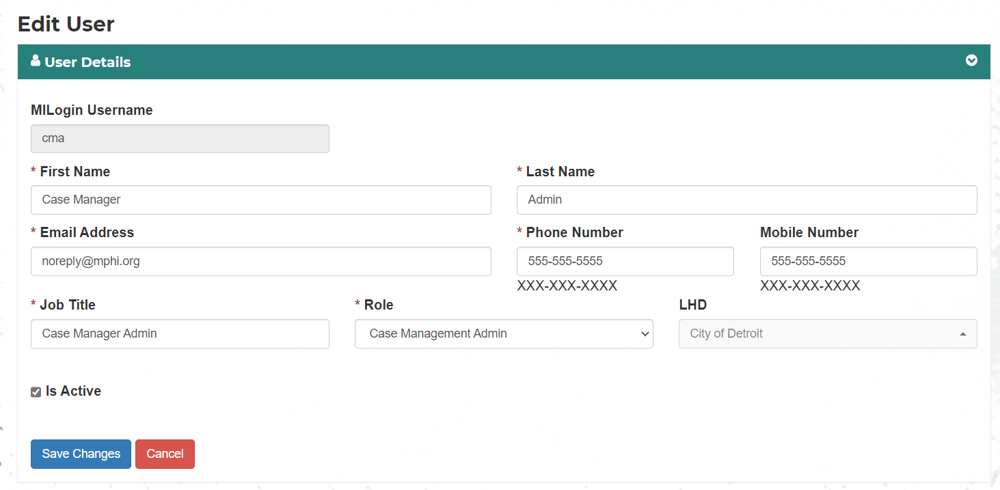 Edit User
User Details
MILogin Username
cma
* First Name
* Last Name
Case Manager
Admin
* Email Address
* Phone Number
Mobile Number
noreply@mphi.org
555-555-5555
555-555-5555
XXX-XXX-XXXX
XXX-XXX-XXXX
* Job Title
* Role
LHD
Case Manager Admin
Case Management Admin
City of Detroit
Is Active
Save Changes
Cancel